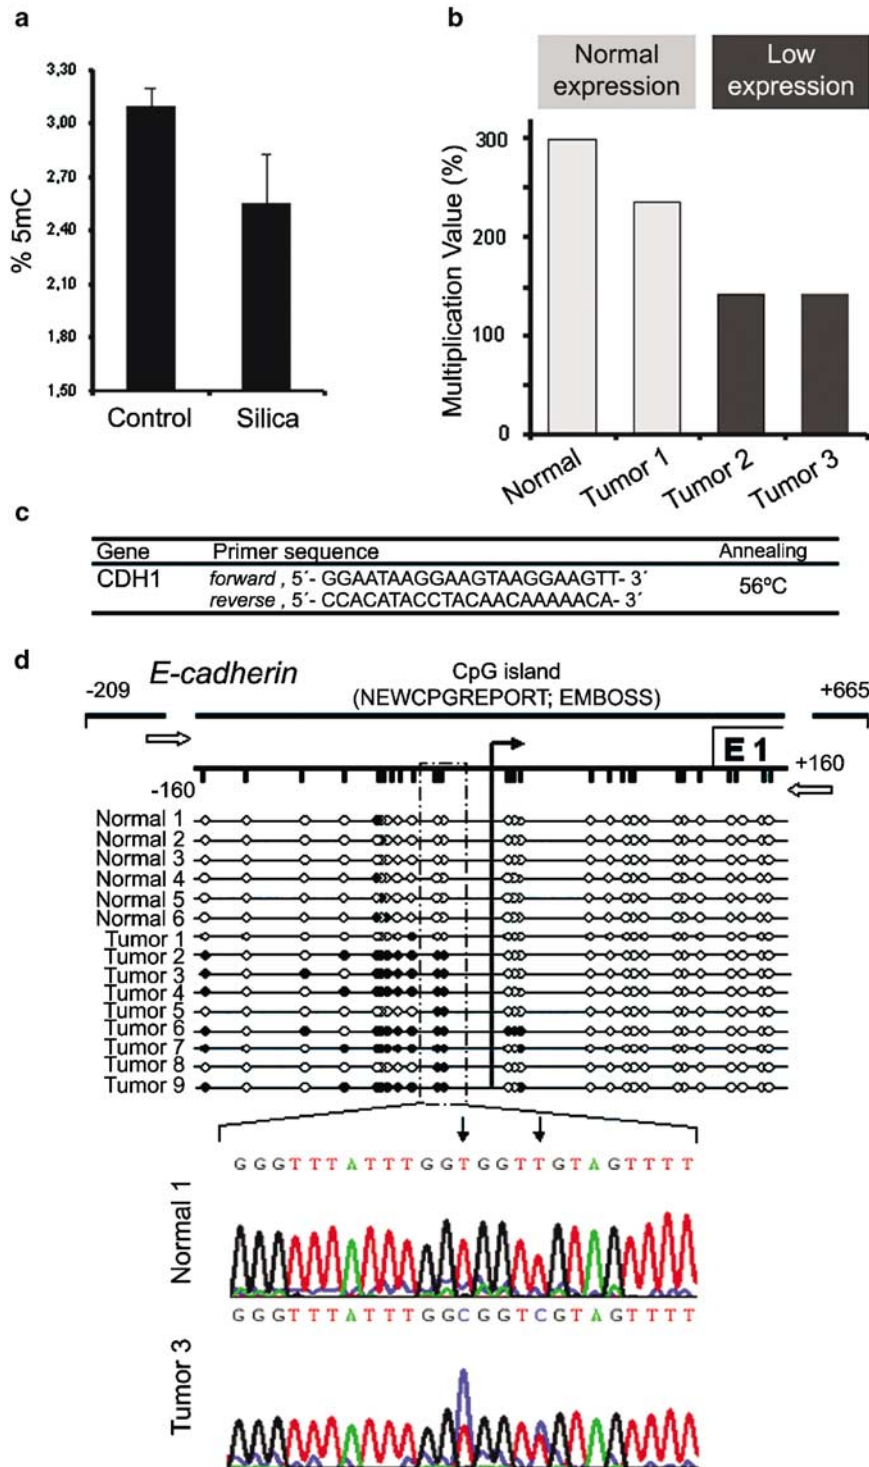 a
3,30
3,00
2,70
2,40
2,10
1,80
1,50
% 5mC
Control
Silica
b
Normal expression
Low expression
300
200
100
0
Multiplication Value (%)
Normal
Tumor 1
Tumor 2
Tumor 3
c
Gene Primer sequence Annealing
CDH1 forward , 5´- GGAATAAGGAAGTAAGGAAGTT- 3´ 56ºC
reverse , 5´- CCACATACCTACAACAAAAACA- 3´
d
E-cadherin
CpG island
(NEWCPGREPORT; EMBOSS)
-209
+665
E 1
-160
+160
Normal 1
Normal 2
Normal 3
Normal 4
Normal 5
Normal 6
Tumor 1
Tumor 2
Tumor 3
Tumor 4
Tumor 5
Tumor 6
Tumor 7
Tumor 8
Tumor 9
GGGTTTATTTGGTGGTTGTAGTTTT
Normal 1
GGGTTTATTTGGCGGTCGTAGTTTT
Tumor 3